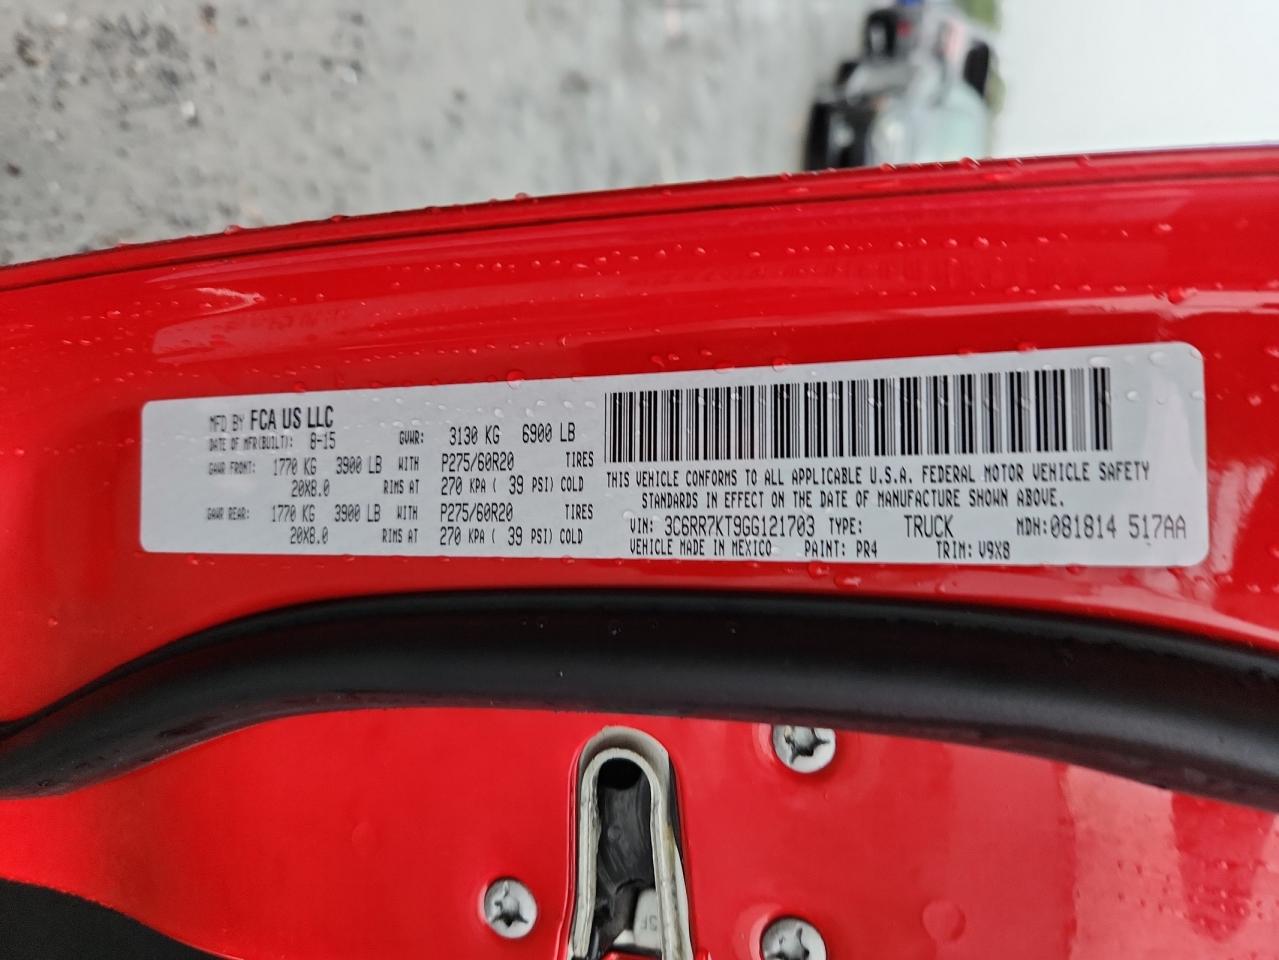 MFD BY FCA US LLC
DATE OF MFR(BUILT): 8-15 GVWR: 3130 KG 6900 LB
GAWR FRONT: 1770 KG 3900 LB WITH P275/60R20 TIRES
20X8.0 RIMS AT 270 KPA ( 39 PSI) COLD
GAWR REAR: 1770 KG 3900 LB WITH P275/60R20 TIRES
20X8.0 RIMS AT 270 KPA ( 39 PSI) COLD
THIS VEHICLE CONFORMS TO ALL APPLICABLE U.S.A. FEDERAL MOTOR VEHICLE SAFETY
STANDARDS IN EFFECT ON THE DATE OF MANUFACTURE SHOWN ABOVE.
VIN: 3C6RR7KT9GG121703 TYPE: TRUCK MDH:081814 517AA
VEHICLE MADE IN MEXICO PAINT: PR4 TRIM: V9X8